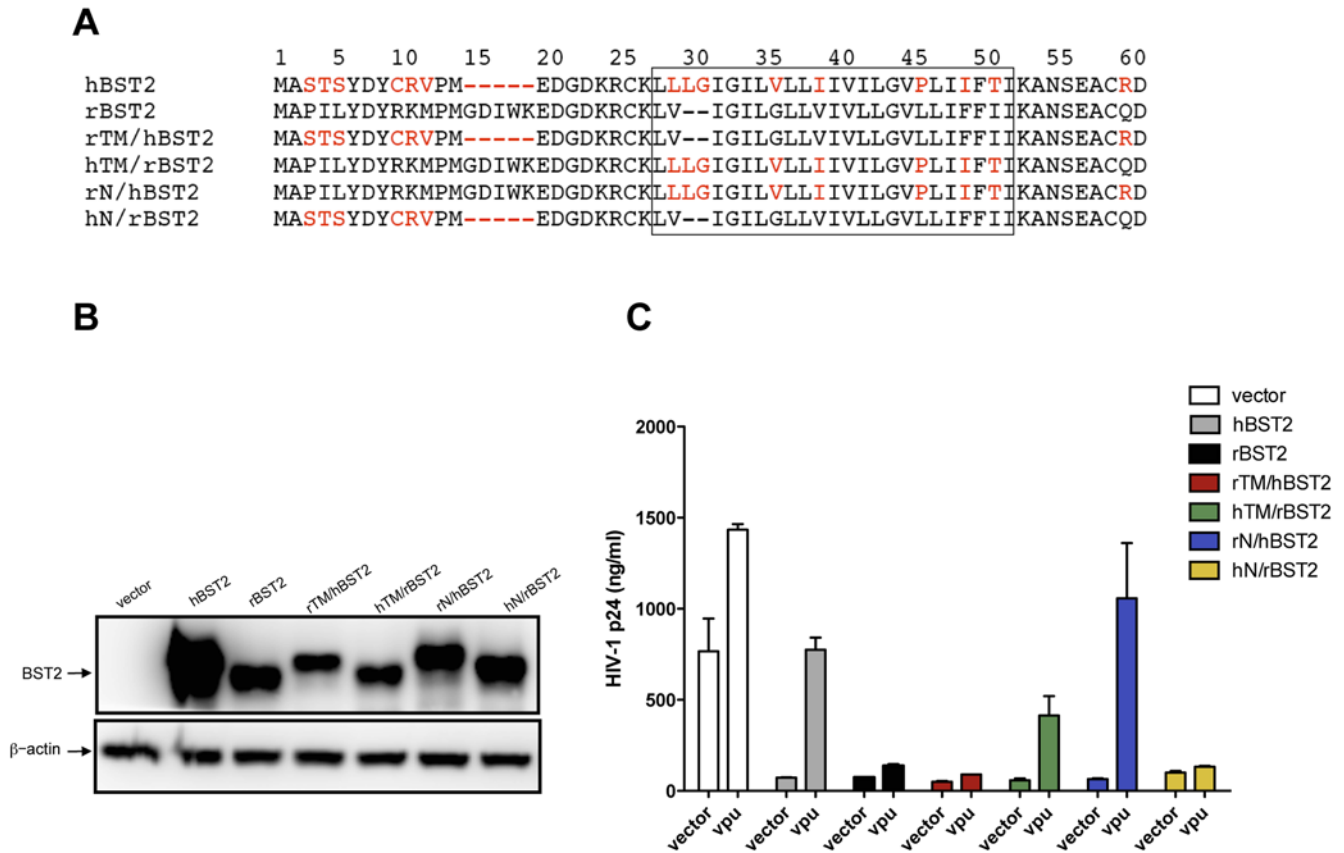 A
1 5 10 15 20 25 30 35 40 45 50 55 60
hBST2 MASTSYDYCRVPM-----EDGDKRCKLLLGIGILVLLIIVILGVPLIIFTIKANSEACRD
rBST2 MAPILYDYRKMPMGDIWKEDGDKRCKLV--IGILGLLVIVLLGVLLIFFIIKANSEACQD
rTM/hBST2 MASTSYDYCRVPM-----EDGDKRCKLV--IGILGLLVIVLLGVLLIFFIIKANSEACRD
hTM/rBST2 MAPILYDYRKMPMGDIWKEDGDKRCKLLLGIGILVLLIIVILGVPLIIFTIKANSEACQD
rN/hBST2 MAPILYDYRKMPMGDIWKEDGDKRCKLLLGIGILVLLIIVILGVPLIIFTIKANSEACRD
hN/rBST2 MASTSYDYCRVPM-----EDGDKRCKLV--IGILGLLVIVLLGVLLIFFIIKANSEACQD
B
vector hBST2 rBST2 rTM/hBST2 hTM/rBST2 rN/hBST2 hN/rBST2
BST2
β-actin
C
HIV-1 p24 (ng/ml)
2000
1500
1000
500
0
vector vpu vector vpu vector vpu vector vpu vector vpu vector vpu vector vpu
vector
hBST2
rBST2
rTM/hBST2
hTM/rBST2
rN/hBST2
hN/rBST2